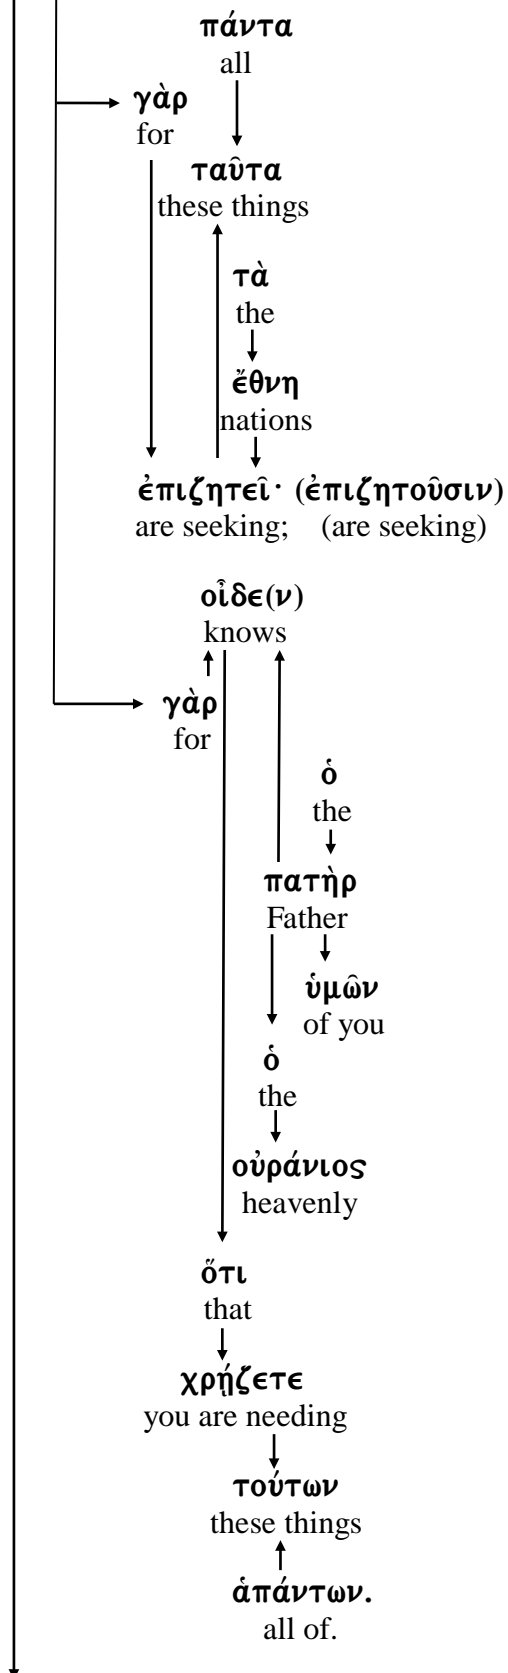 πάντα
all
γὰρ
for
ταῦτα
these things
τὰ
the
ἔθνη
nations
ἐπιζητεῖ· (ἐπιζητοῦσιν)
are seeking; (are seeking)
οἶδε(ν)
knows
γὰρ
for
ὁ
the
πατὴρ
Father
ὑμῶν
of you
ὁ
the
οὐράνιος
heavenly
ὅτι
that
χρῄζετε
you are needing
τούτων
these things
ἁπάντων.
all of.